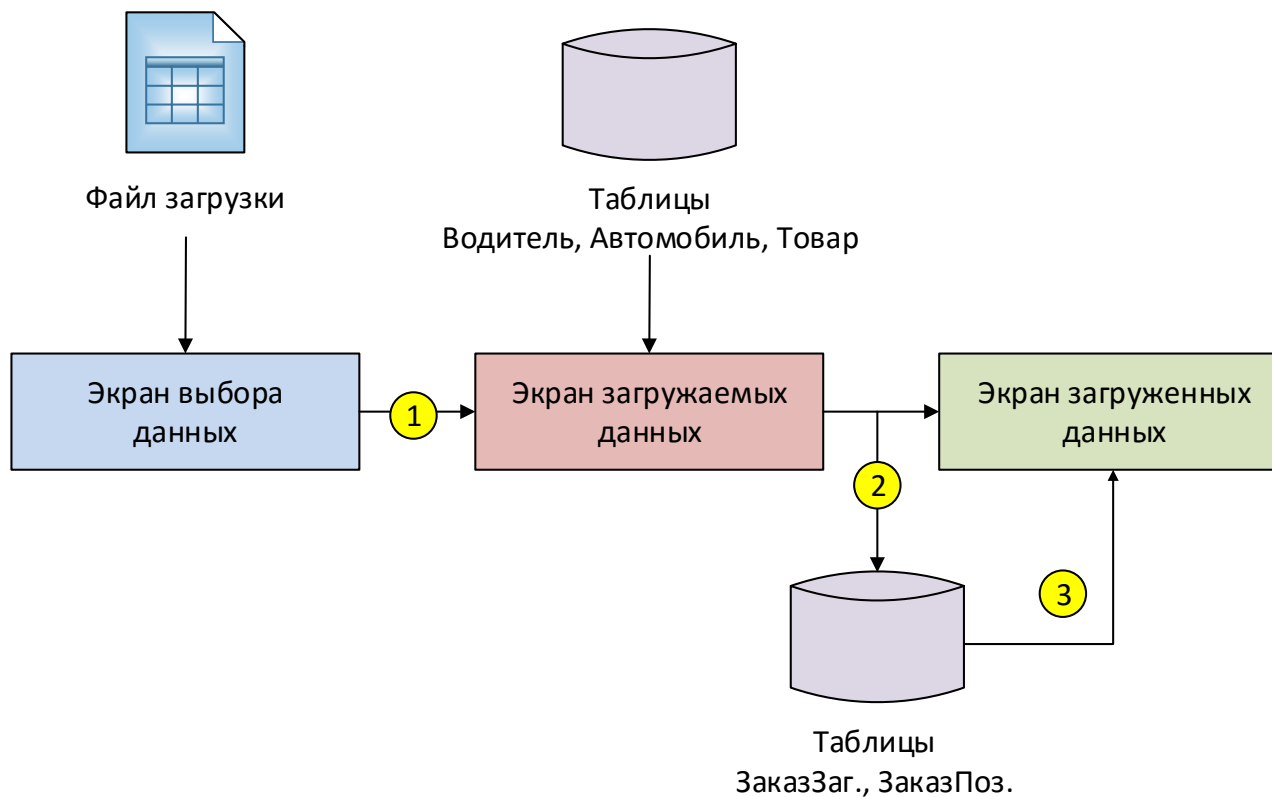 Файл загрузки
Таблицы
Водитель, Автомобиль, Товар
Экран выбора
данных
1
Экран загружаемых
данных
Экран загруженных
данных
2
3
Таблицы
ЗаказЗаг., ЗаказПоз.